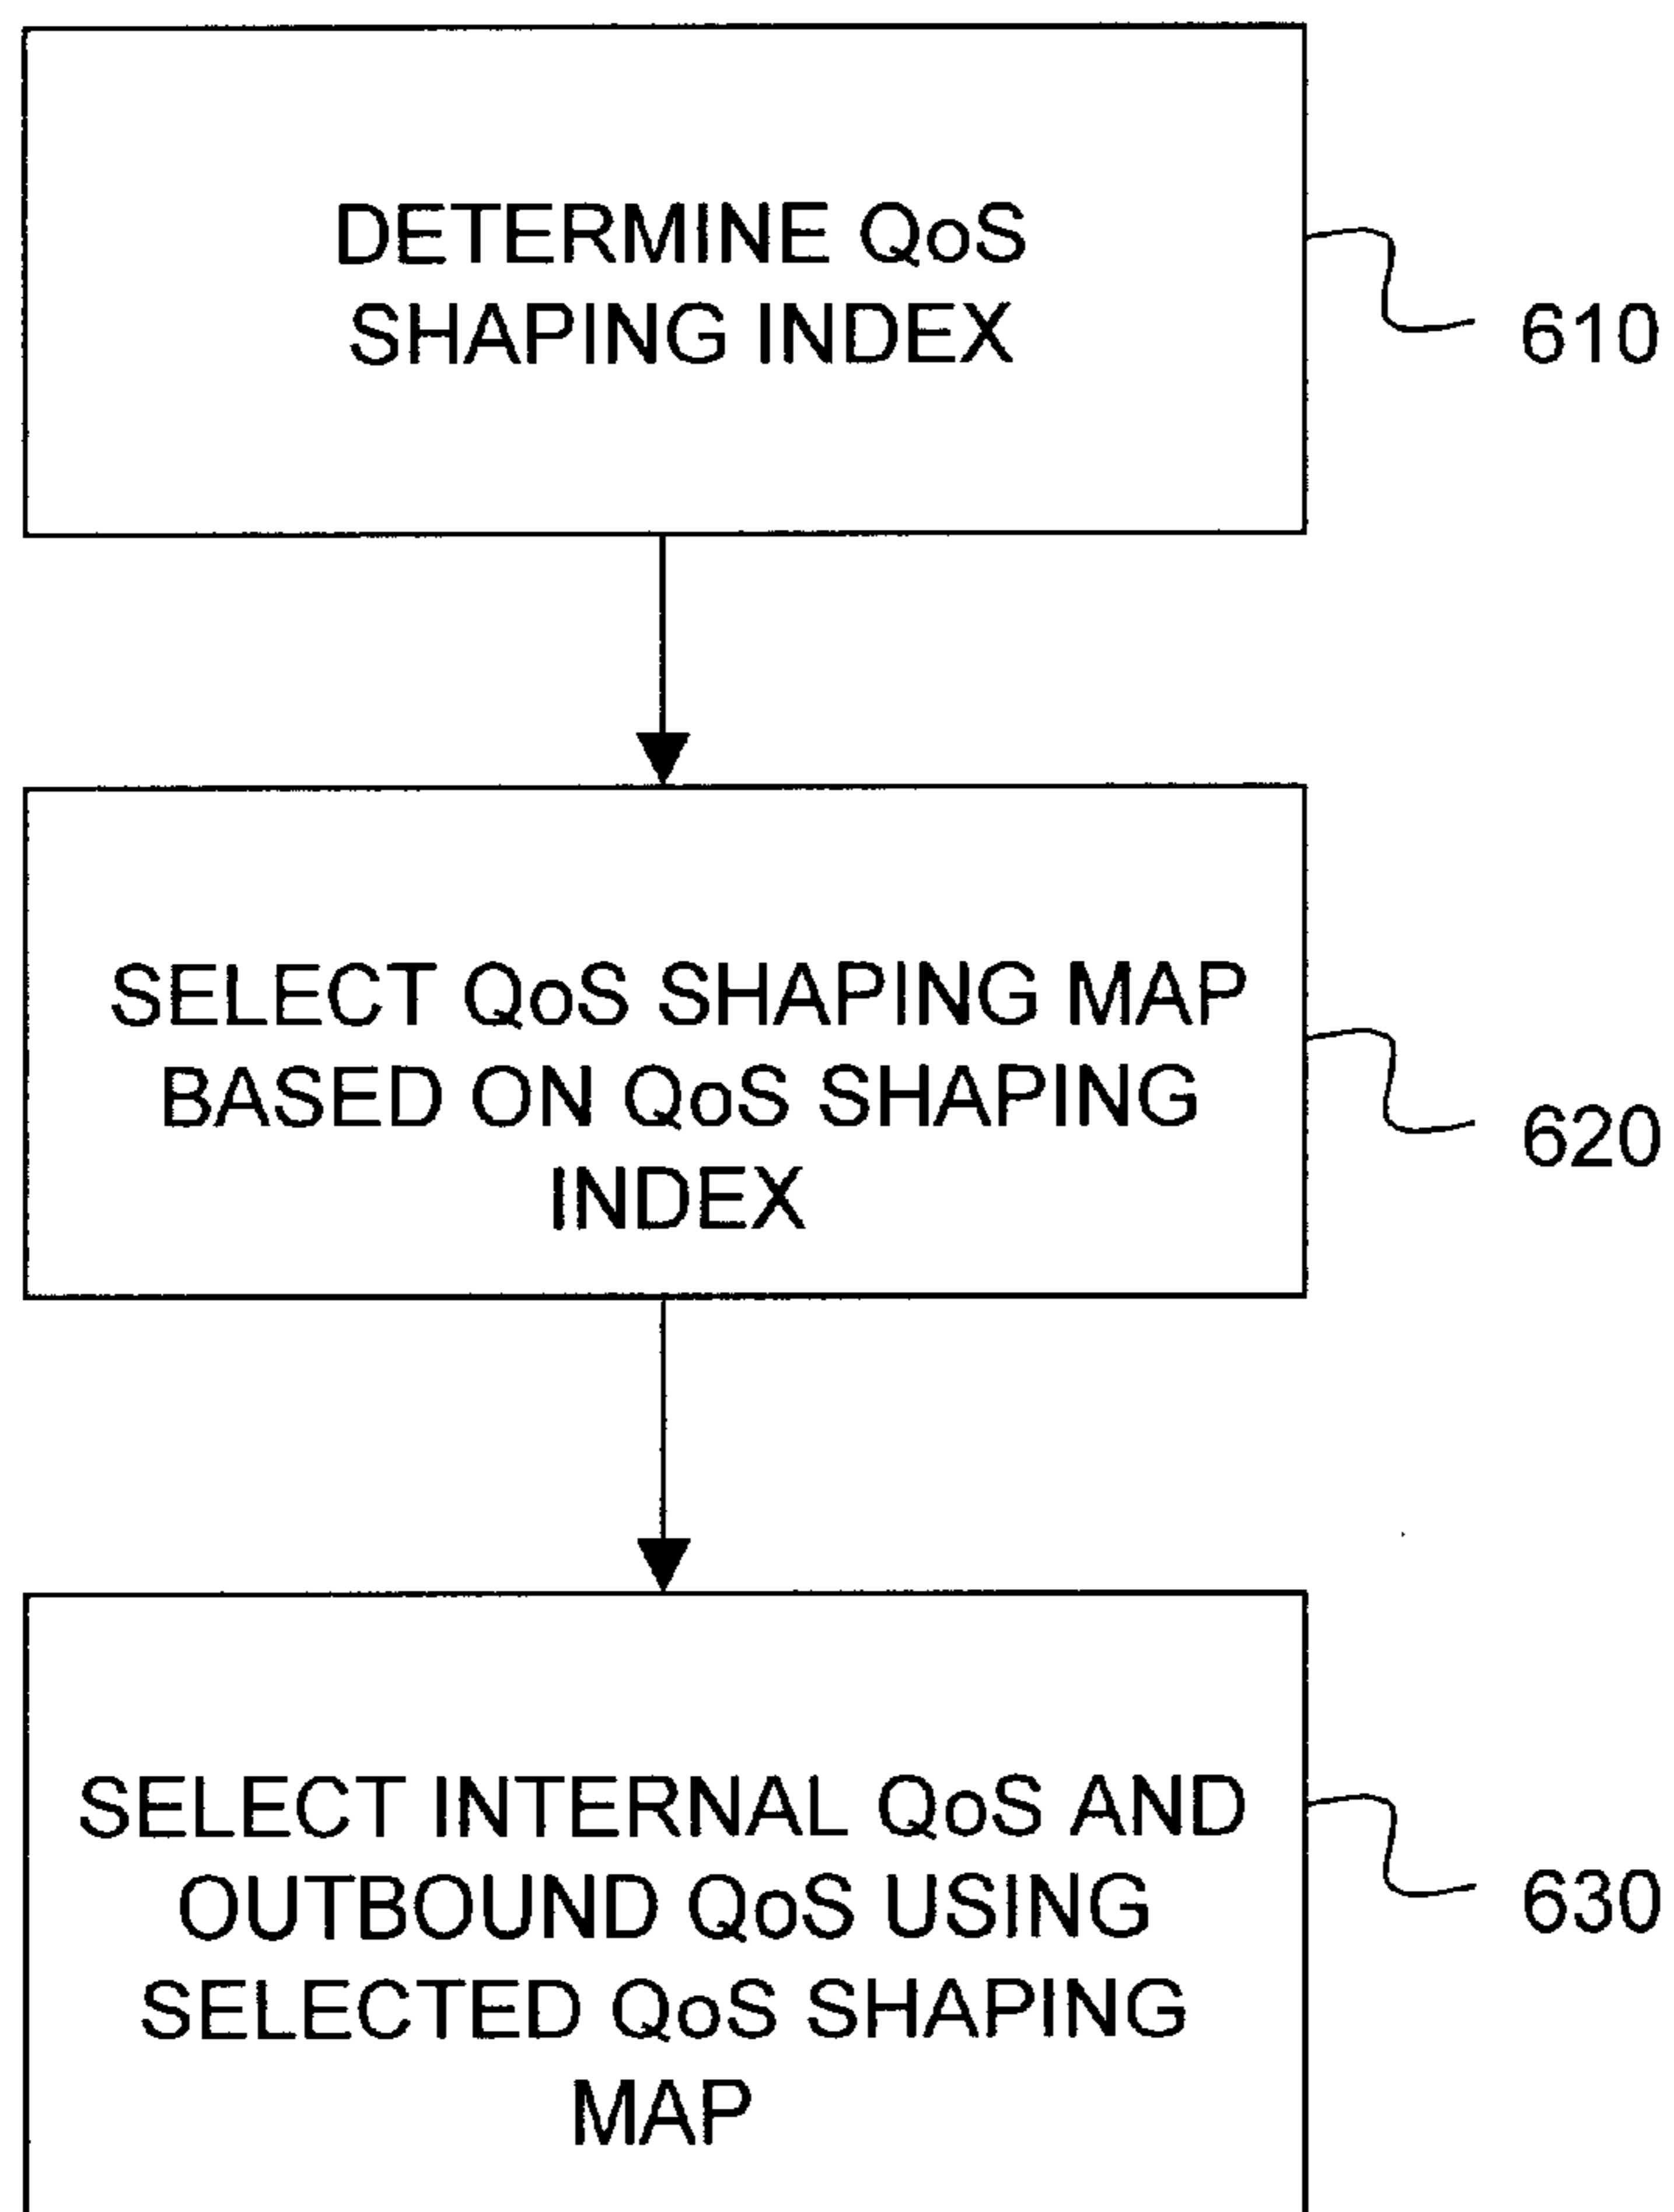 DETERMINE QoS
SHAPING INDEX
610
SELECT QoS SHAPING MAP
BASED ON QoS SHAPING
INDEX
620
SELECT INTERNAL QoS AND
OUTBOUND QoS USING
SELECTED QoS SHAPING
MAP
630